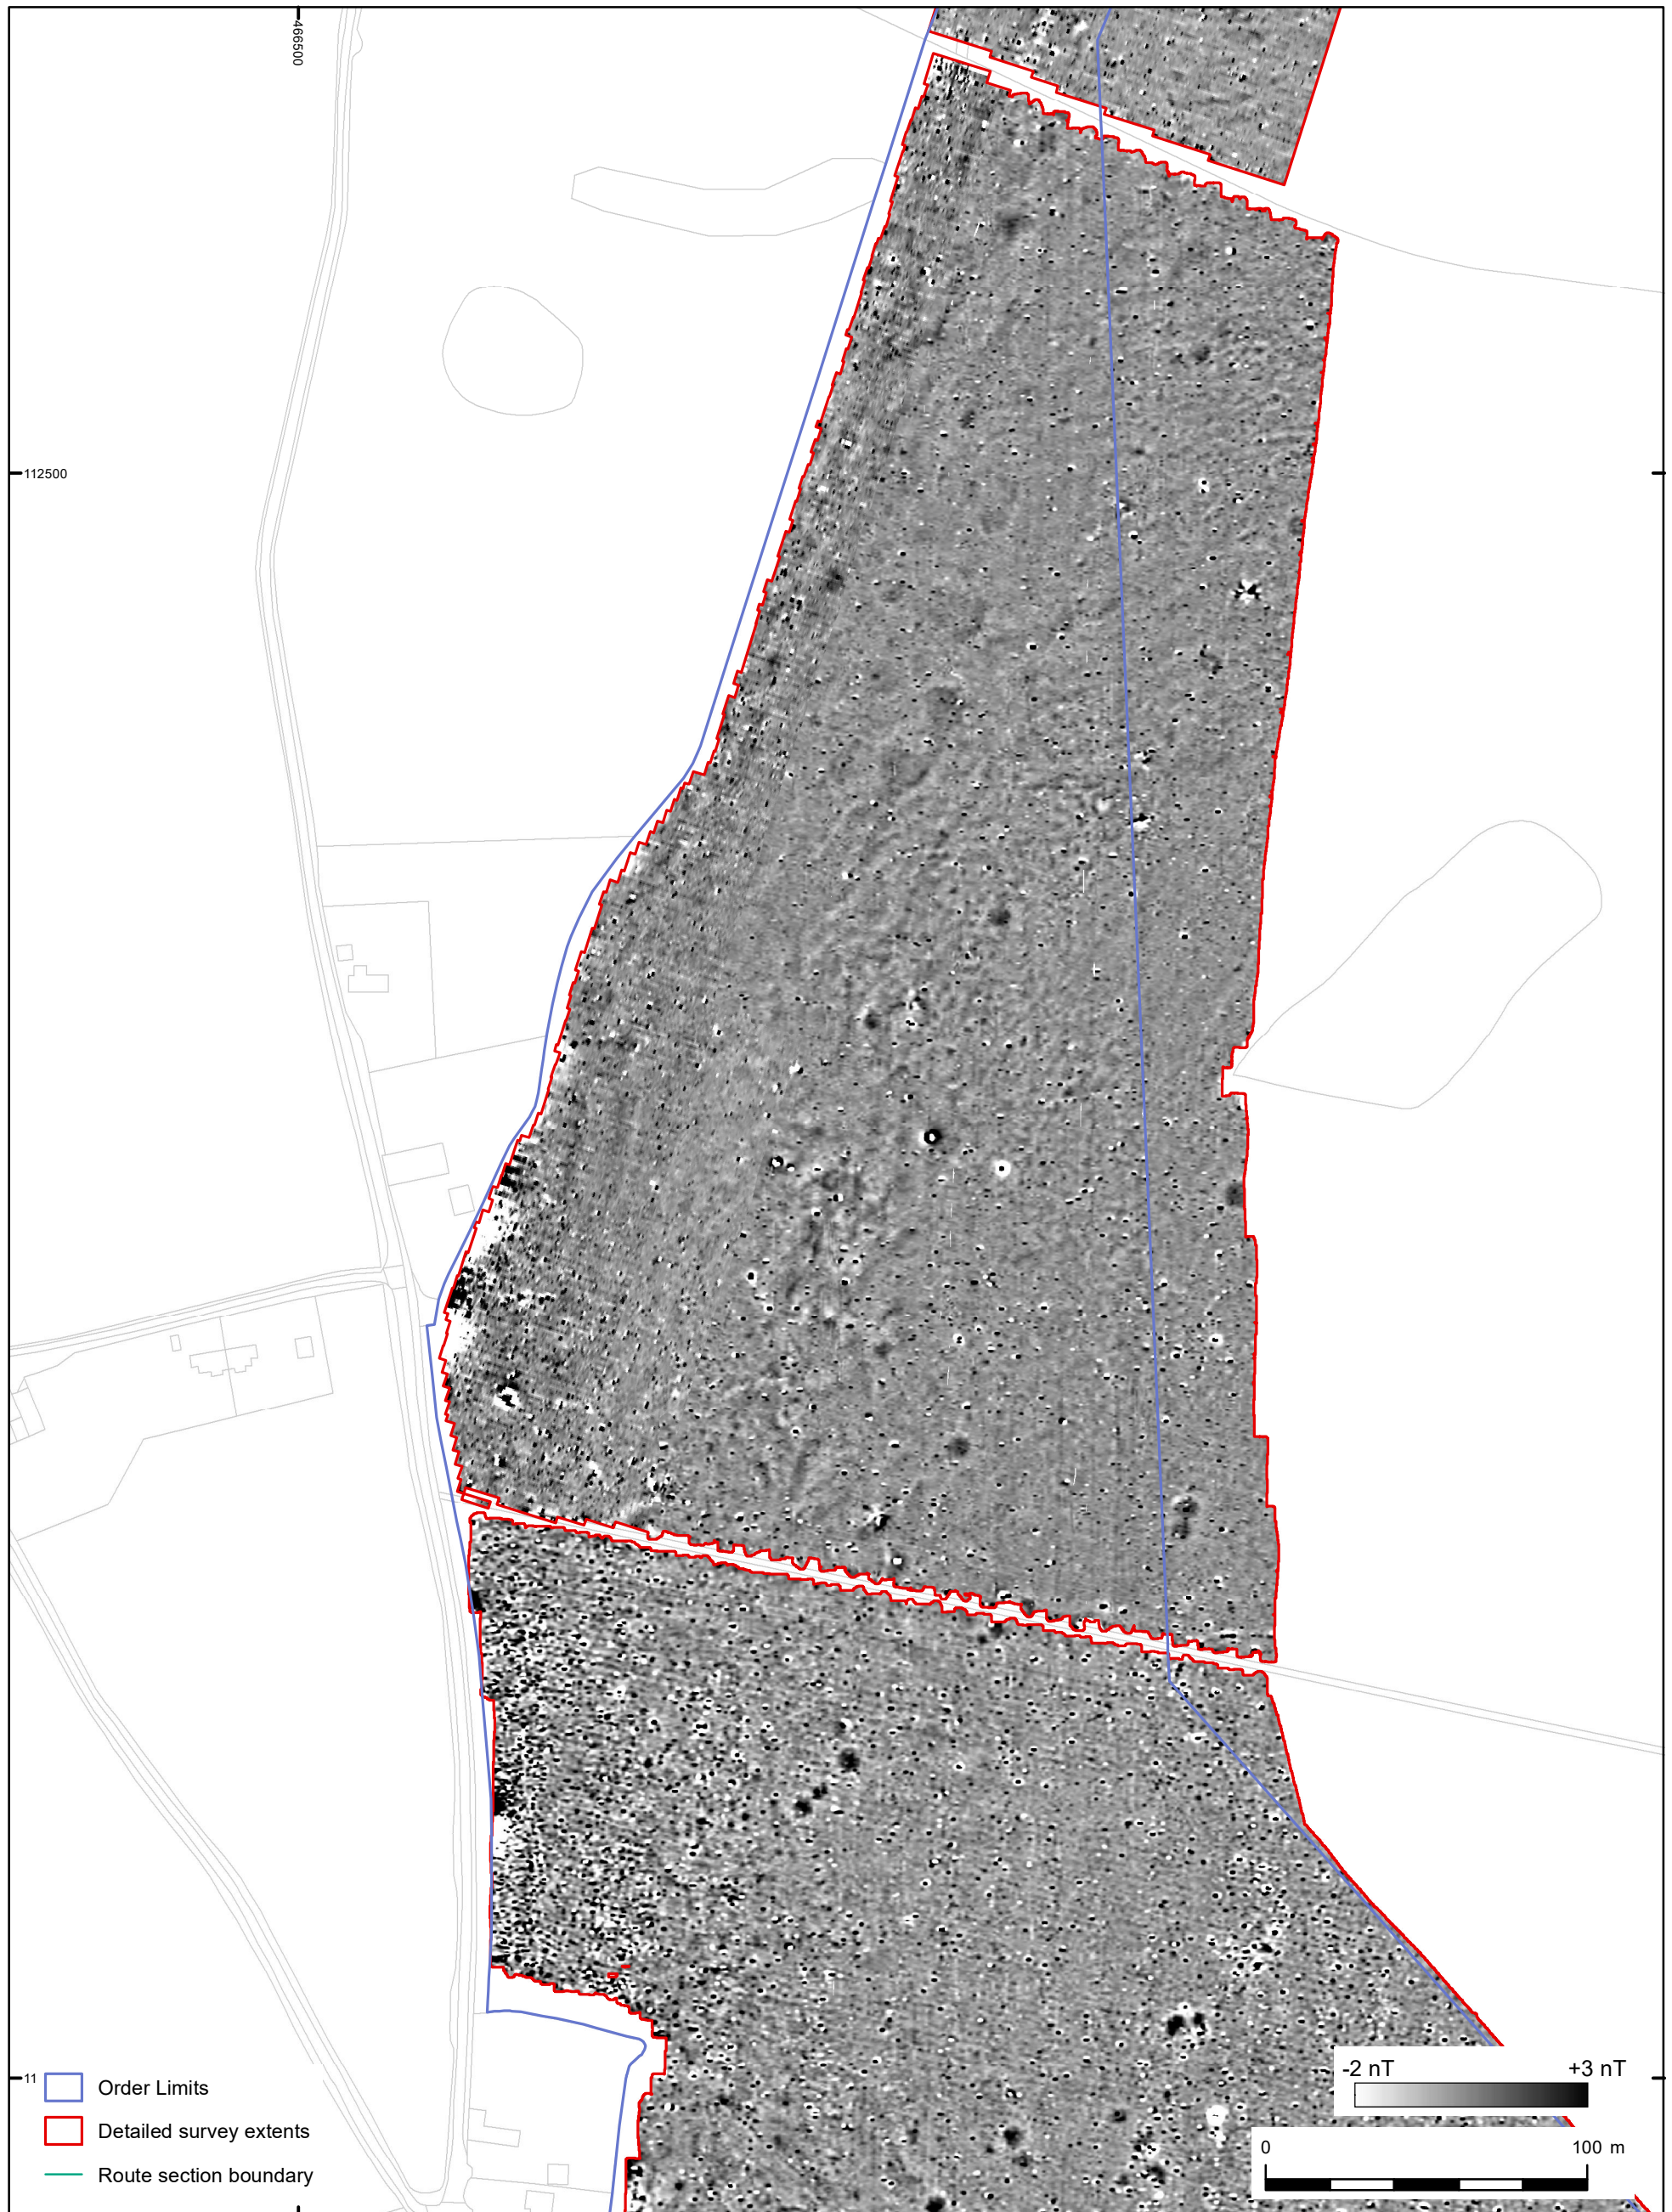 466500
112500
11
-2 nT +3 nT
Order Limits
Detailed survey extents
Route section boundary
0 100 m